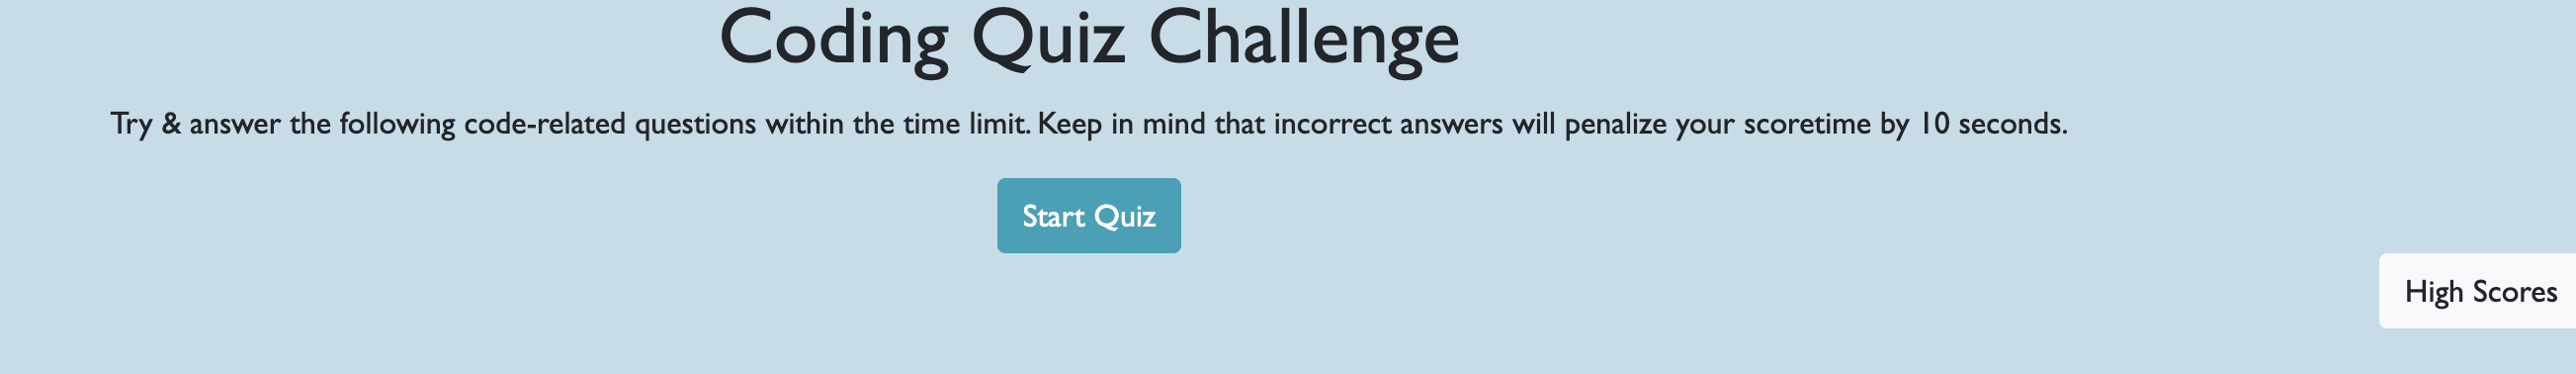 Coding Quiz Challenge
Try & answer the following code-related questions within the time limit. Keep in mind that incorrect answers will penalize your scoretime by 10 seconds.
Start Quiz
High Scores